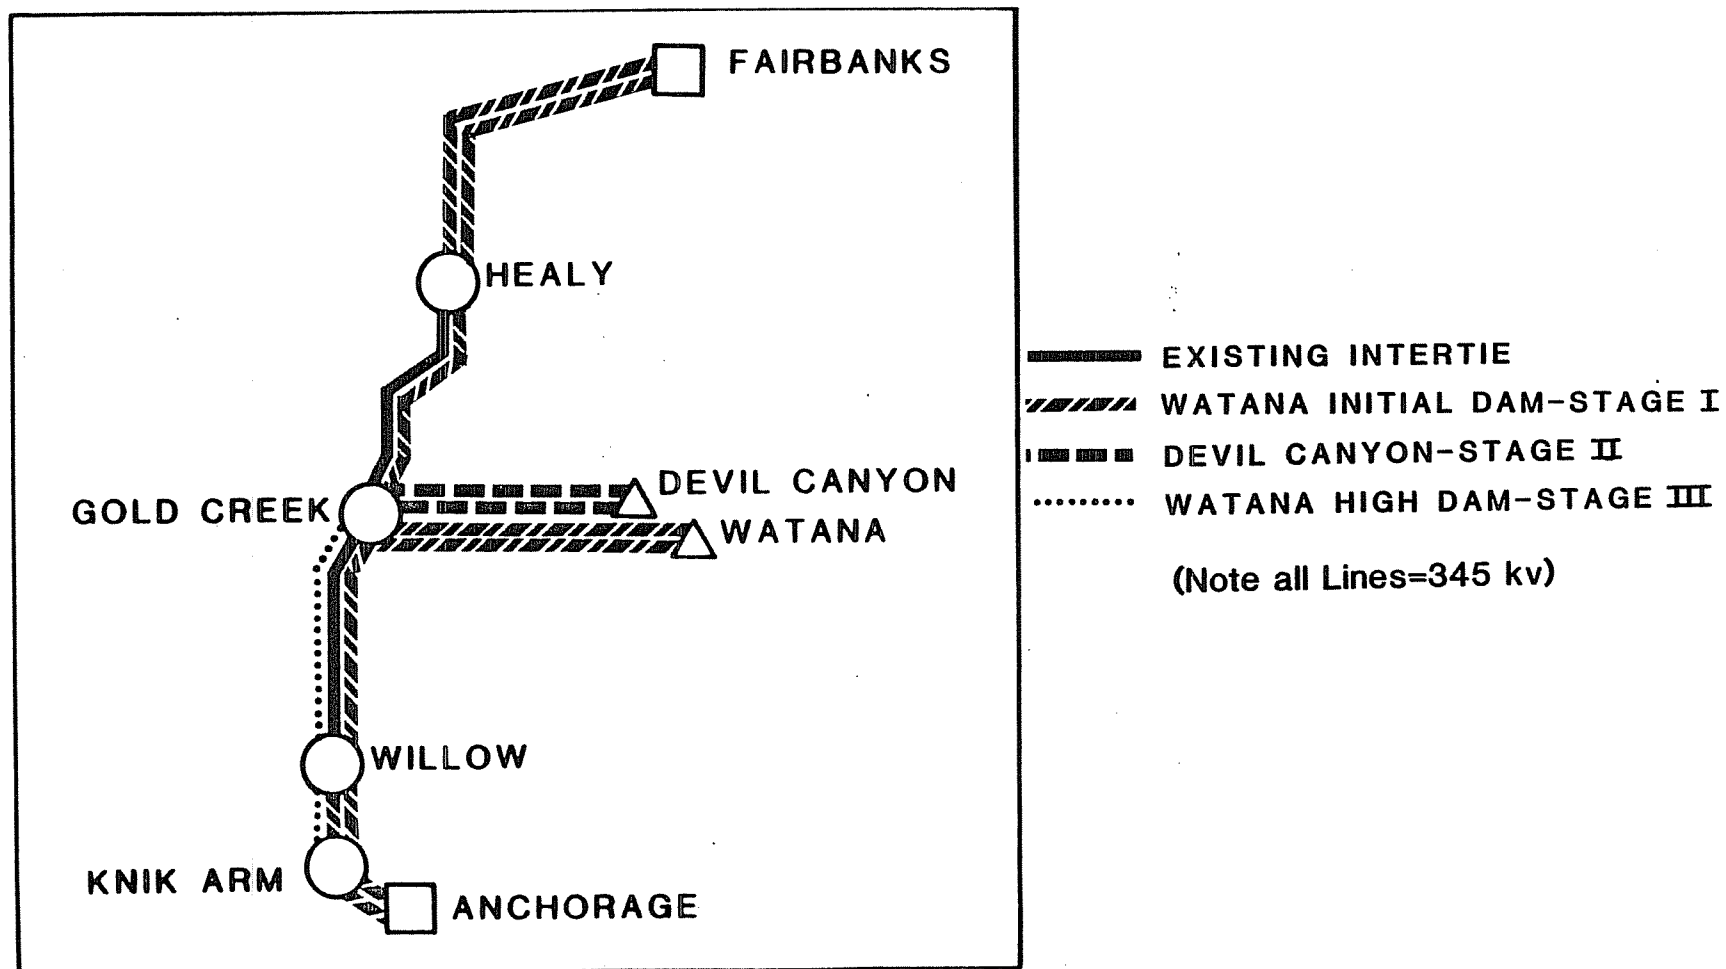 FAIRBANKS
HEALY
DEVIL CANYON
GOLD CREEK
WATANA
WILLOW
KNIK ARM
ANCHORAGE
EXISTING INTERTIE
WATANA INITIAL DAM-STAGE I
DEVIL CANYON-STAGE II
WATANA HIGH DAM-STAGE III
(Note all Lines=345 kv)